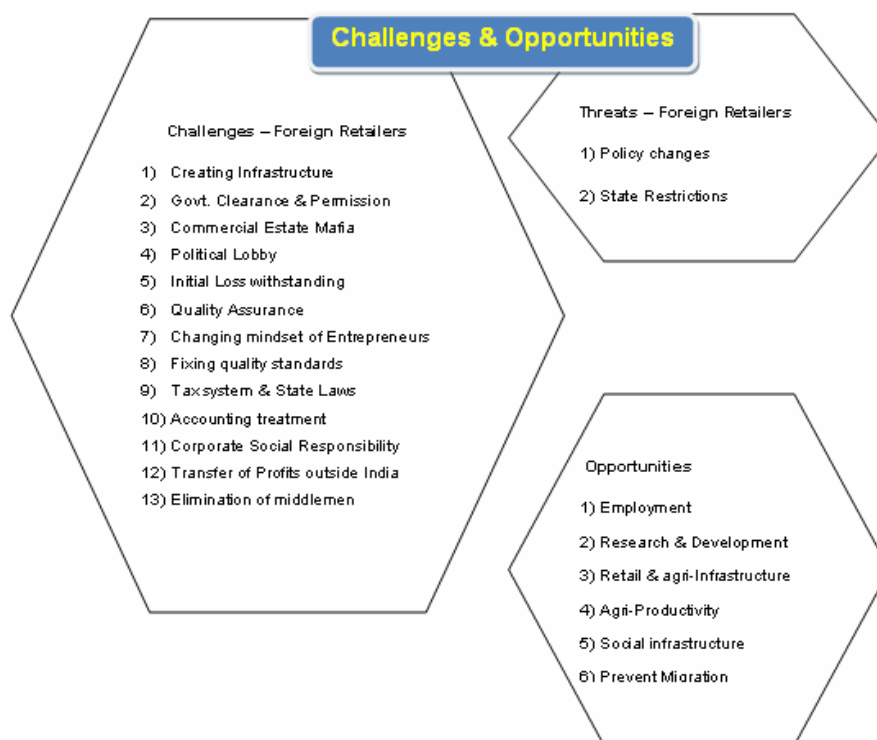 Challenges & Opportunities
Challenges – Foreign Retailers
1) Creating Infrastructure
2) Govt. Clearance & Permission
3) Commercial Estate Mafia
4) Political Lobby
5) Initial Loss withstanding
6) Quality Assurance
7) Changing mindset of Entrepreneurs
8) Fixing quality standards
9) Tax system & State Laws
10) Accounting treatment
11) Corporate Social Responsibility
12) Transfer of Profits outside India
13) Elimination of middlemen
Threats – Foreign Retailers
1) Policy changes
2) State Restrictions
Opportunities
1) Employment
2) Research & Development
3) Retail & agri-Infrastructure
4) Agri-Productivity
5) Social infrastructure
6) Prevent Migration